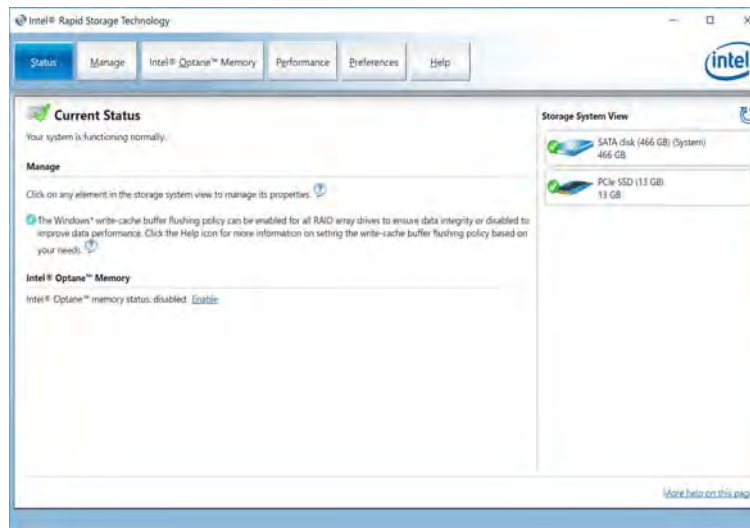 Intel® Rapid Storage Technology
Status
Manage
Intel® Optane™ Memory
Performance
Preferences
Help
intel
Current Status
Your system is functioning normally.
Manage
Click on any element in the storage system view to manage its properties.
The Windows* write-cache buffer flushing policy can be enabled for all RAID array drives to ensure data integrity or disabled to
improve data performance. Click the Help icon for more information on setting the write-cache buffer flushing policy based on
your needs.
Intel® Optane™ Memory
Intel® Optane™ memory status: disabled. Enable
Storage System View
SATA disk (466 GB) (System)
466 GB
PCIe SSD (13 GB)
13 GB
More help on this page